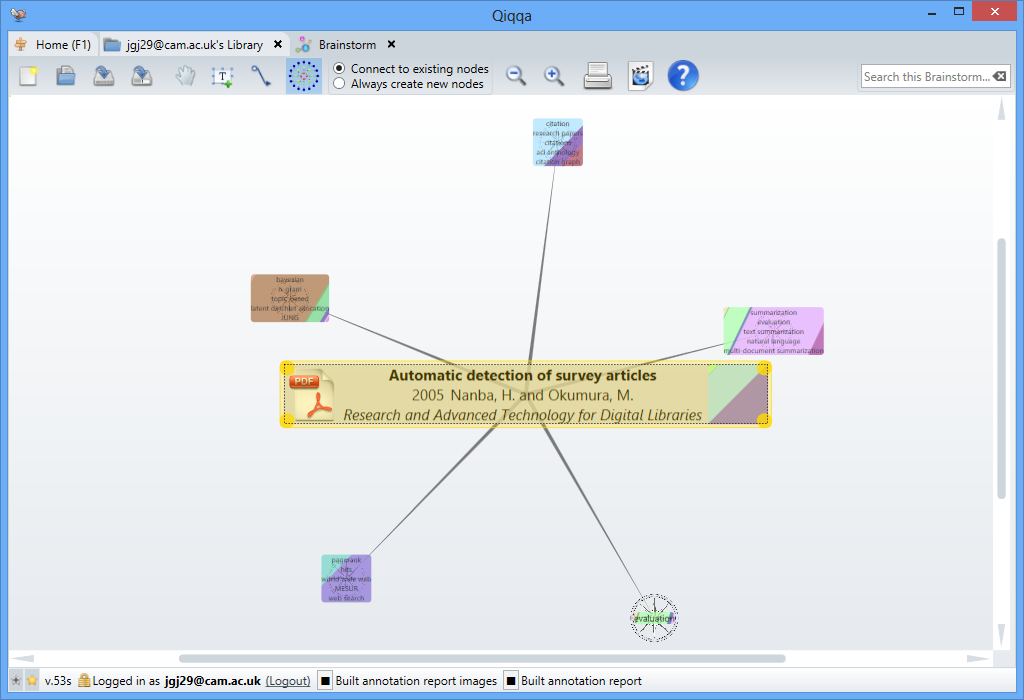 Qiqqa
Home (F1) jgj29@cam.ac.uk's Library Brainstorm
Connect to existing nodes
Always create new nodes
Search this Brainstorm...
T
?
citation
research papers
citations
acl anthology
citation graph
bayesian
n-gram
topic based
latent dirichlet allocation
JUNG
summarization
evaluation
text summarization
natural language
multi-document summarization
PDF
Automatic detection of survey articles
2005 Nanba, H. and Okumura, M.
Research and Advanced Technology for Digital Libraries
pagerank
hits
world wide web
MESUR
web search
evaluation
v.53s Logged in as jgj29@cam.ac.uk (Logout) Built annotation report images Built annotation report